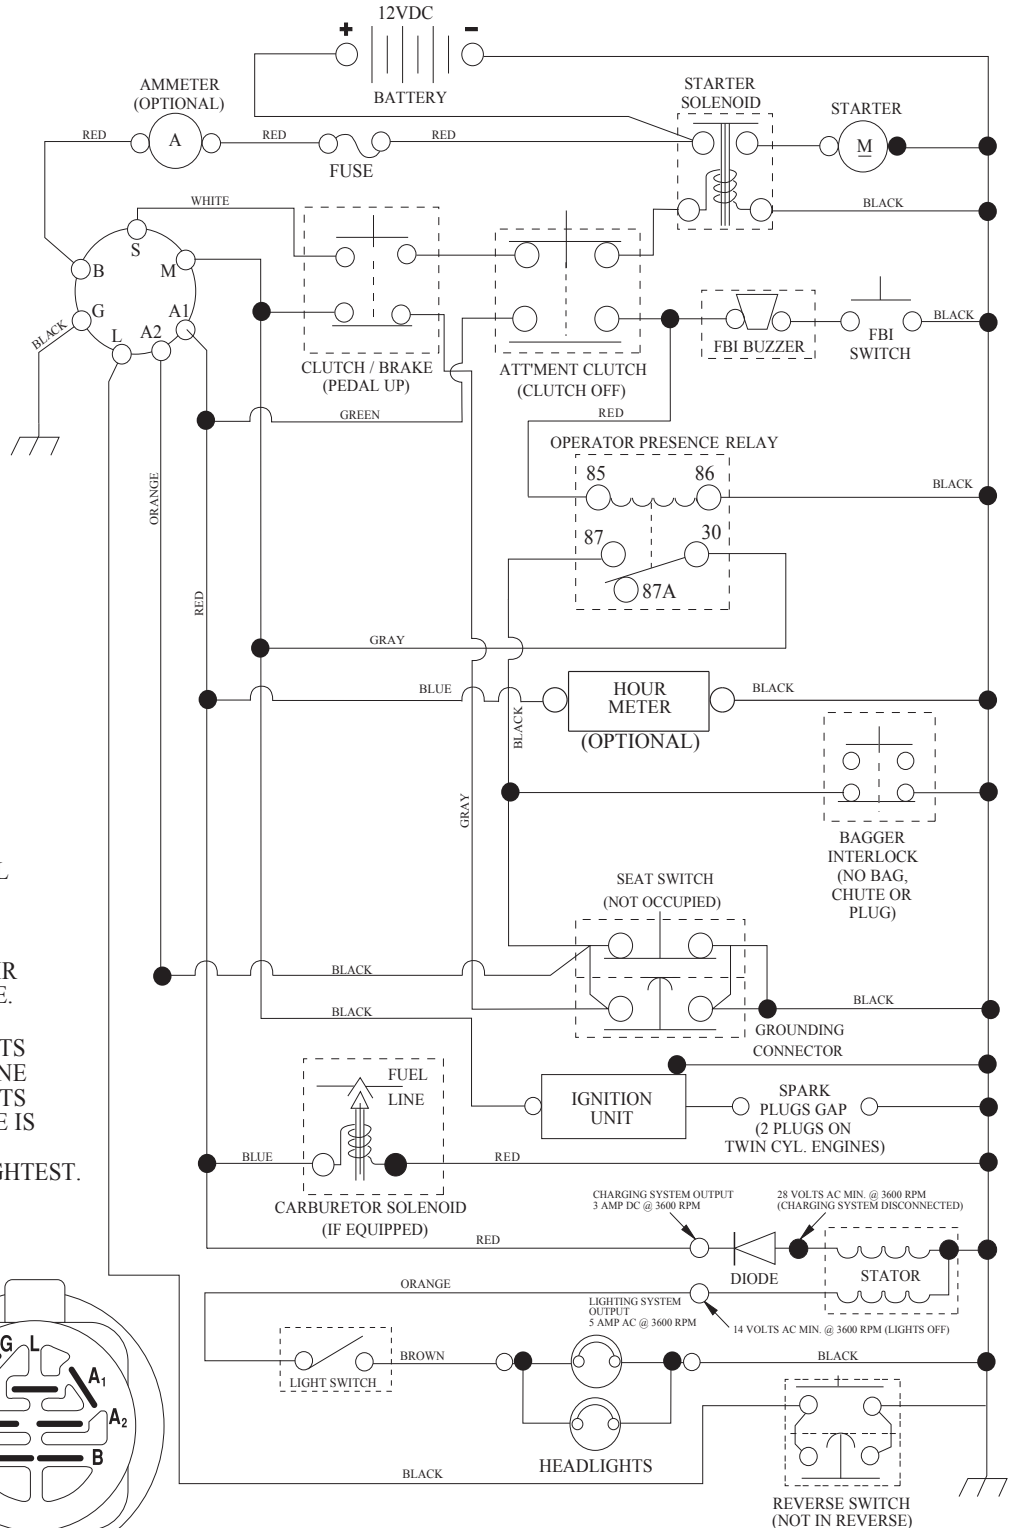 12VDC
+
−
BATTERY
AMMETER
(OPTIONAL)
STARTER
SOLENOID
STARTER
RED
A
RED
FUSE
RED
M
WHITE
BLACK
S
B
M
G
A1
L
A2
BLACK
CLUTCH / BRAKE
(PEDAL UP)
ATT'MENT CLUTCH
(CLUTCH OFF)
FBI BUZZER
FBI
SWITCH
BLACK
GREEN
RED
OPERATOR PRESENCE RELAY
85
86
BLACK
87
30
87A
ORANGE
RED
GRAY
BLUE
HOUR
METER
(OPTIONAL)
BLACK
BLACK
GRAY
BAGGER
INTERLOCK
(NO BAG,
CHUTE OR
PLUG)
SEAT SWITCH
(NOT OCCUPIED)
BLACK
BLACK
BLACK
GROUNDING
CONNECTOR
FUEL
LINE
IGNITION
UNIT
SPARK
PLUGS GAP
(2 PLUGS ON
TWIN CYL. ENGINES)
BLUE
RED
CARBURETOR SOLENOID
(IF EQUIPPED)
CHARGING SYSTEM OUTPUT
3 AMP DC @ 3600 RPM
28 VOLTS AC MIN. @ 3600 RPM
(CHARGING SYSTEM DISCONNECTED)
RED
DIODE
STATOR
ORANGE
LIGHTING SYSTEM
OUTPUT
5 AMP AC @ 3600 RPM
14 VOLTS AC MIN. @ 3600 RPM (LIGHTS OFF)
LIGHT SWITCH
BROWN
BLACK
HEADLIGHTS
BLACK
REVERSE SWITCH
(NOT IN REVERSE)
L
IR
E.
TS
NE
TS
E IS
GHTEST.
G
L
A1
A2
B